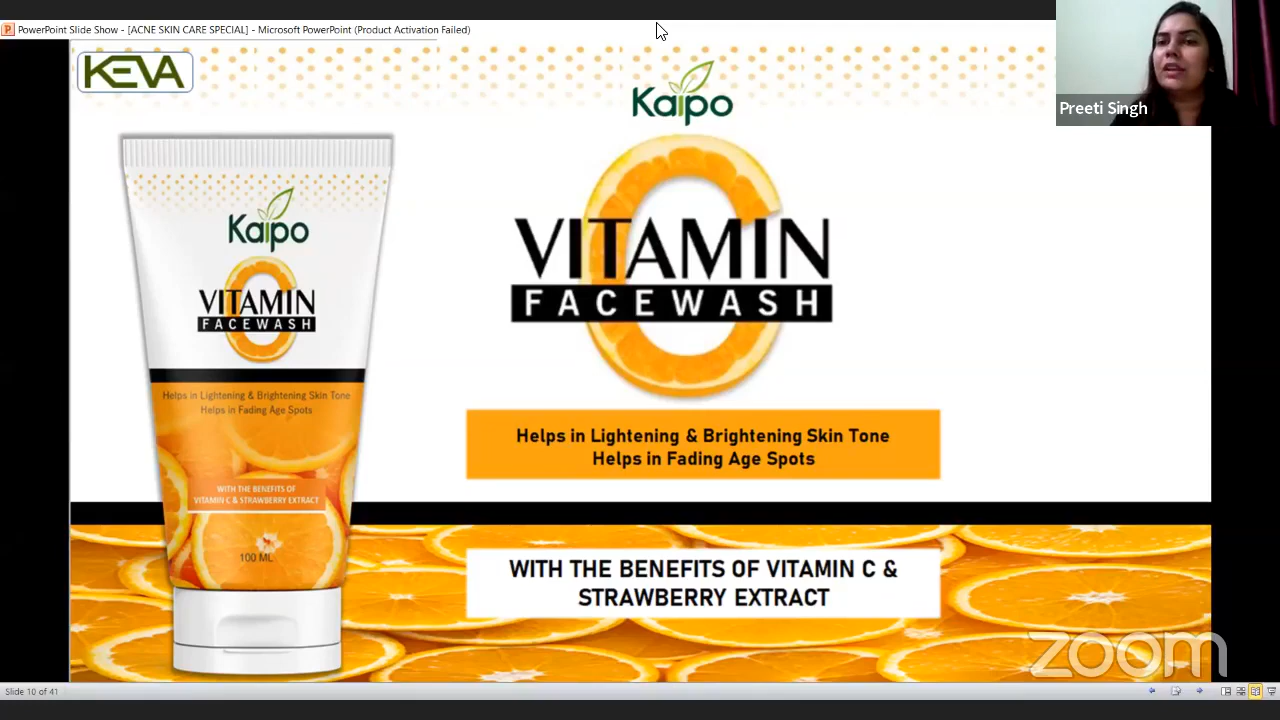 PowerPoint Slide Show - [ACNE SKIN CARE SPECIAL] - Microsoft PowerPoint (Product Activation Failed)
KEVA
Preeti Singh
Kaipo
VITAMIN
FACEWASH
Helps in Lightening & Brightening Skin Tone
Helps in Fading Age Spots
WITH THE BENEFITS OF VITAMIN C &
STRAWBERRY EXTRACT
Kaipo
VITAMIN
FACEWASH
Helps in Lightening & Brightening Skin Tone
Helps in Fading Age Spots
WITH THE BENEFITS OF
VITAMIN C & STRAWBERRY EXTRACT
100 ML
zoom
Slide 10 of 41